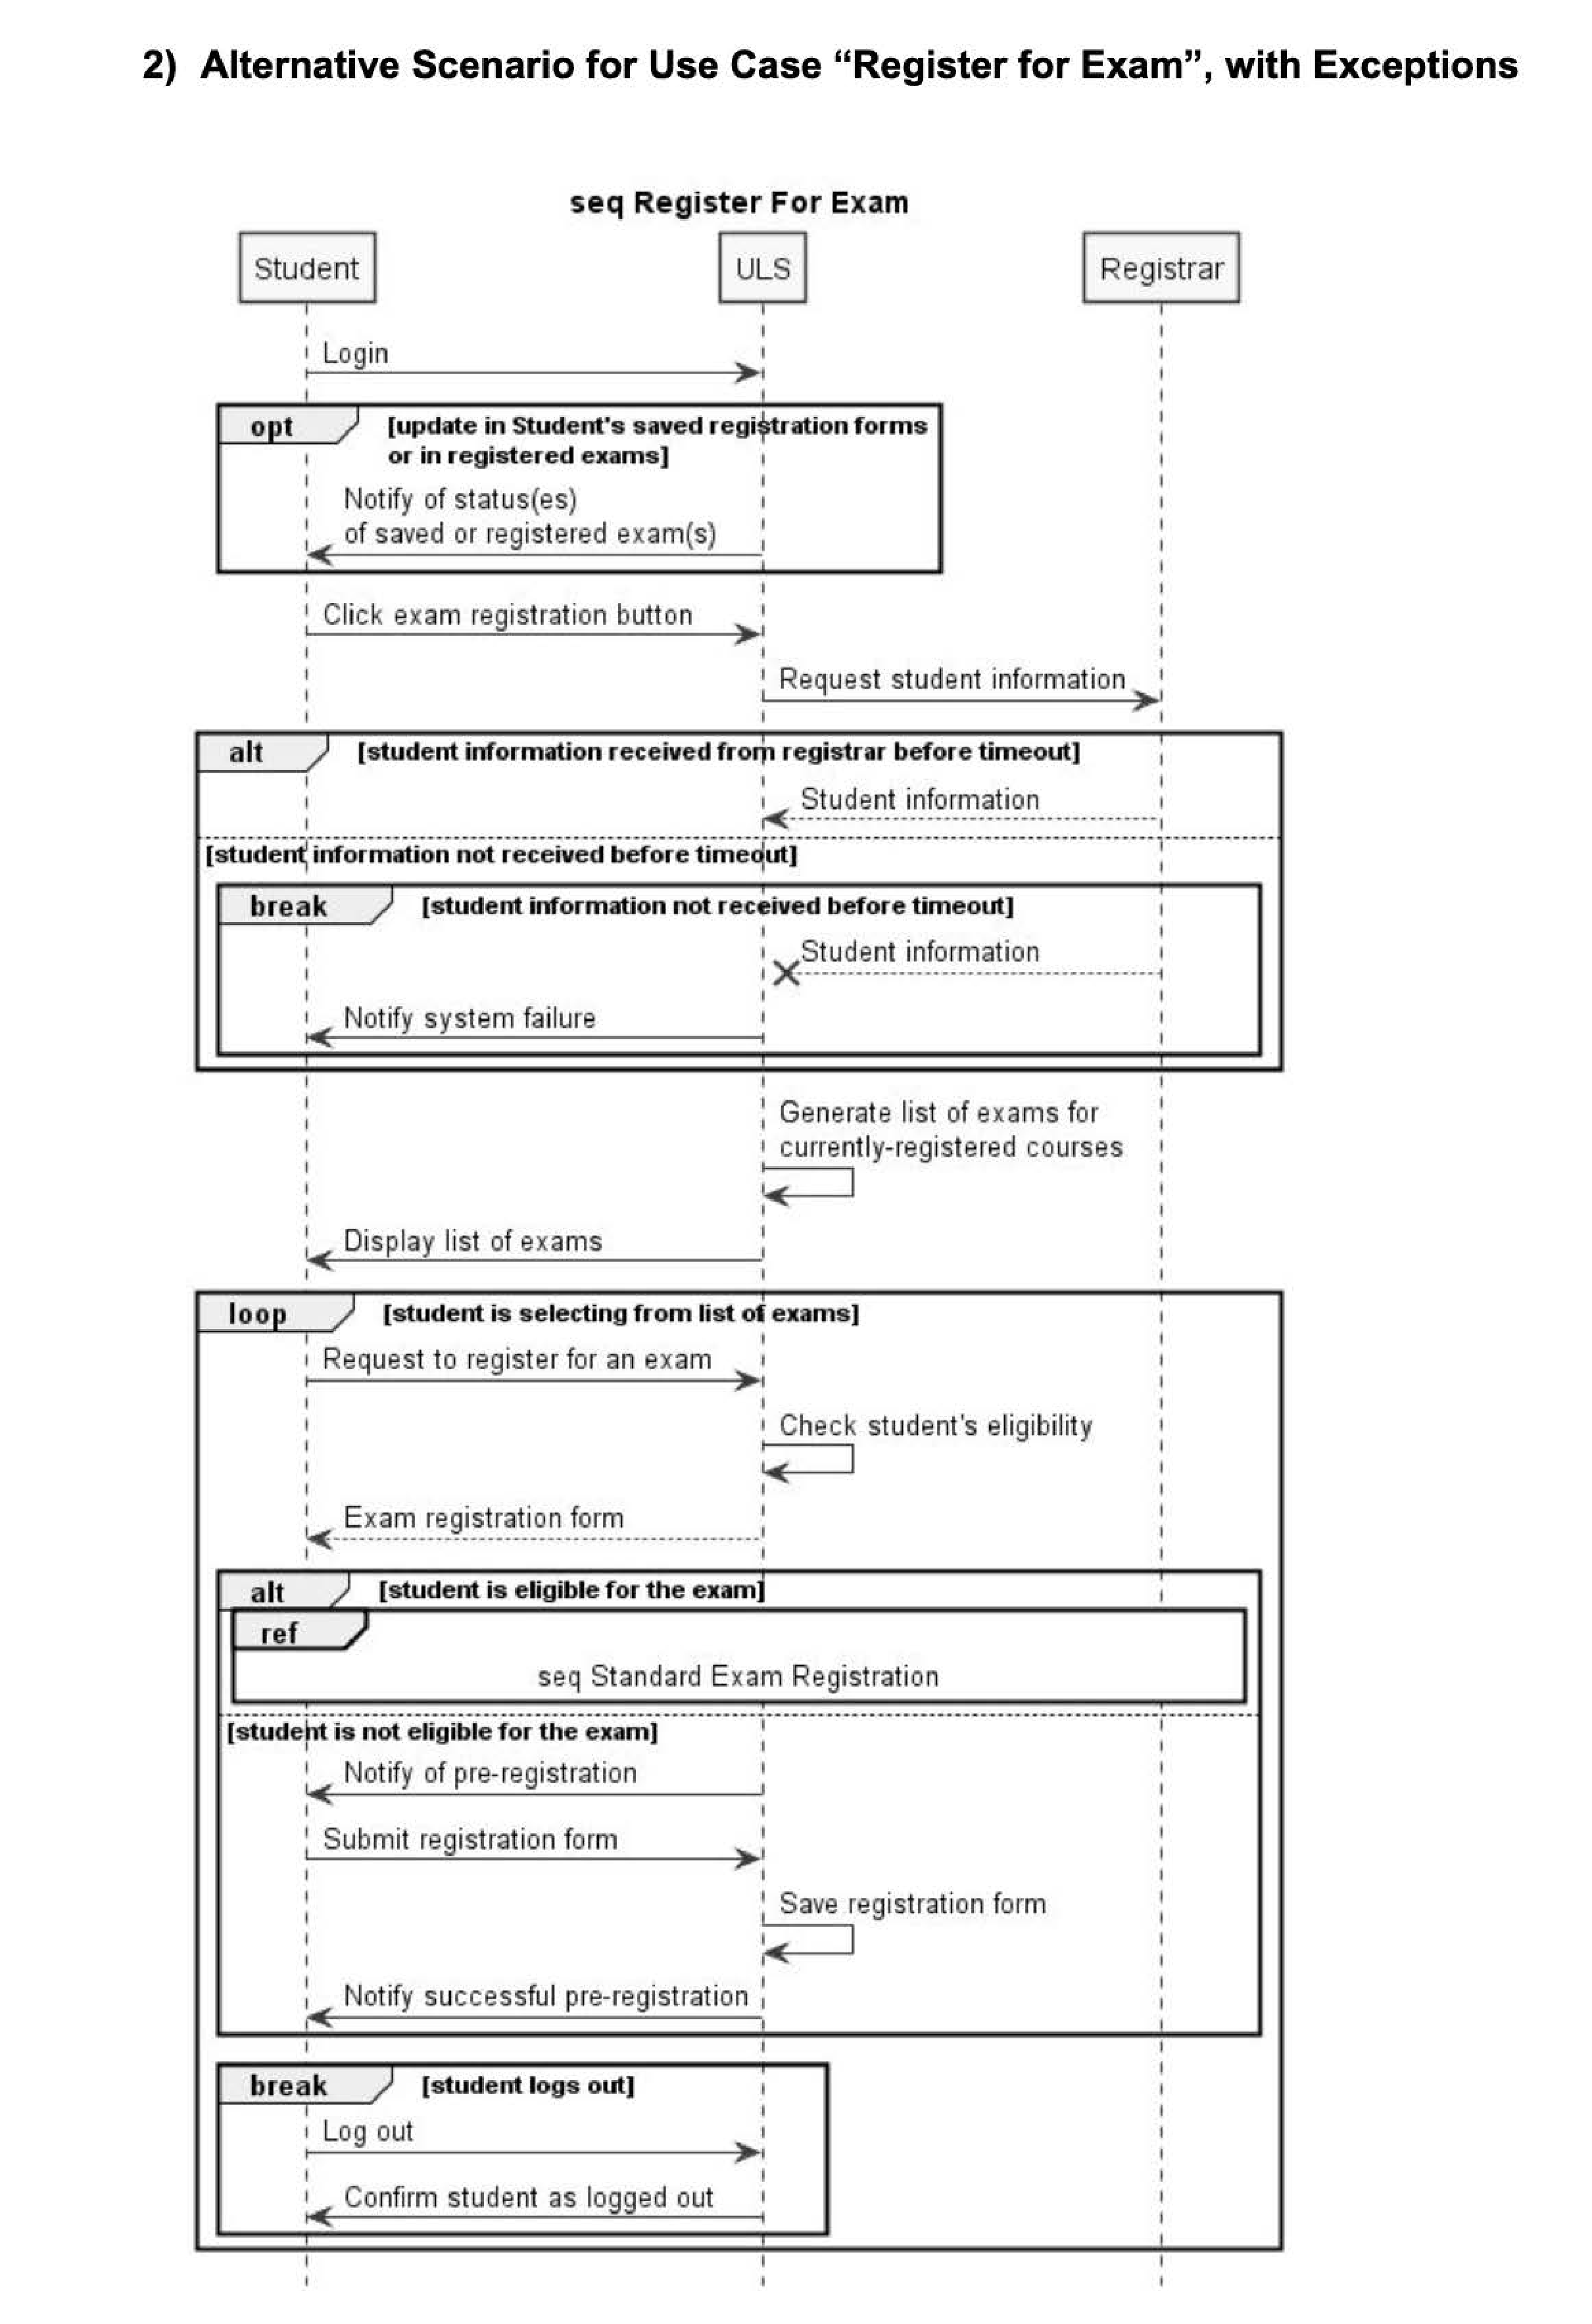 2) Alternative Scenario for Use Case “Register for Exam”, with Exceptions
seq Register For Exam
Student
ULS
Registrar
Login
opt
[update in Student's saved registration forms
or in registered exams]
Notify of status(es)
of saved or registered exam(s)
Click exam registration button
Request student information
alt
[student information received from registrar before timeout]
Student information
[student information not received before timeout]
break
[student information not received before timeout]
Student information
Notify system failure
Generate list of exams for
currently-registered courses
Display list of exams
loop
[student is selecting from list of exams]
Request to register for an exam
Check student's eligibility
Exam registration form
alt
[student is eligible for the exam]
ref
seq Standard Exam Registration
[student is not eligible for the exam]
Notify of pre-registration
Submit registration form
Save registration form
Notify successful pre-registration
break
[student logs out]
Log out
Confirm student as logged out